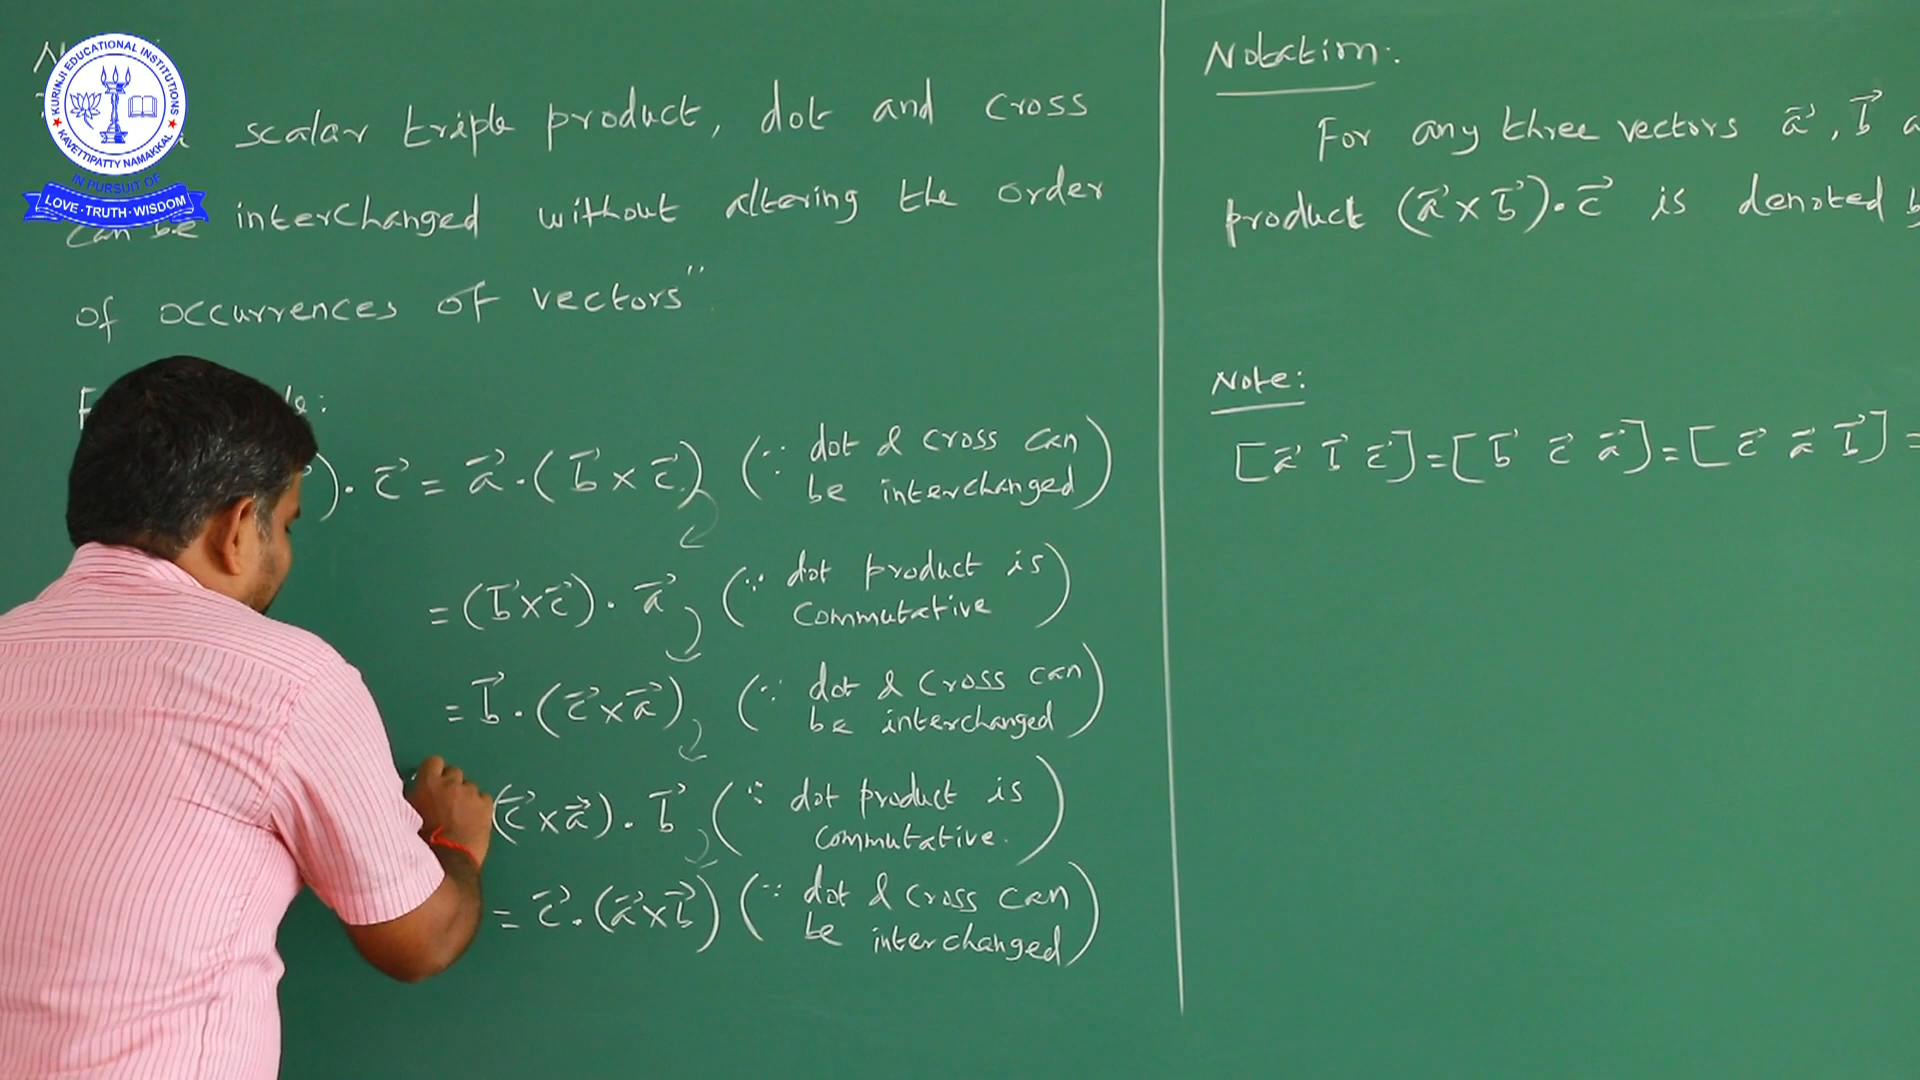 KURINJI EDUCATIONAL INSTITUTIONS
KAVETTIPATTY NAMAKKAL
IN PURSUIT OF
LOVE · TRUTH · WISDOM
scalar triple product, dot and cross
can be interchanged without altering the order
of occurrences of vectors"
) · c⃗ = a⃗ · (b⃗ × c⃗) (∵ dot & cross can
be interchanged)
= (b⃗ × c⃗) · a⃗ (∵ dot product is
commutative)
= b⃗ · (c⃗ × a⃗) (∵ dot & cross can
be interchanged)
(c⃗ × a⃗) · b⃗ (∵ dot product is
commutative.)
= c⃗ · (a⃗ × b⃗) (∵ dot & cross can
be interchanged)
Notation:
For any three vectors a⃗, b⃗ a
product (a⃗ × b⃗) · c⃗ is denoted b
Note:
[a⃗ b⃗ c⃗] = [b⃗ c⃗ a⃗] = [c⃗ a⃗ b⃗] =